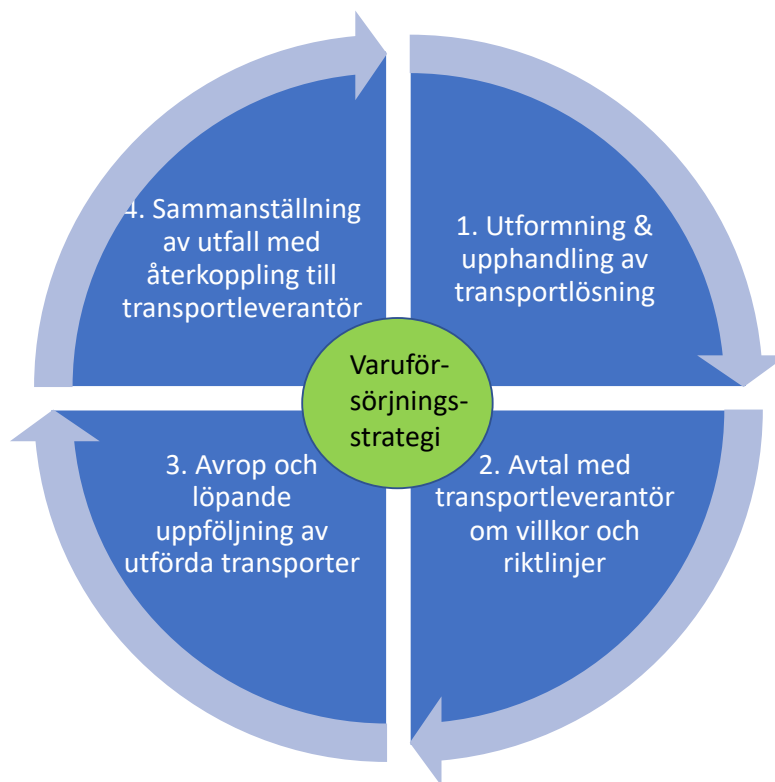 4. Sammanställning
av utfall med
återkoppling till
transportleverantör
1. Utformning &
upphandling av
transportlösning
Varuför-
sörjnings-
strategi
3. Avrop och
löpande
uppföljning av
utförda transporter
2. Avtal med
transportleverantör
om villkor och
riktlinjer